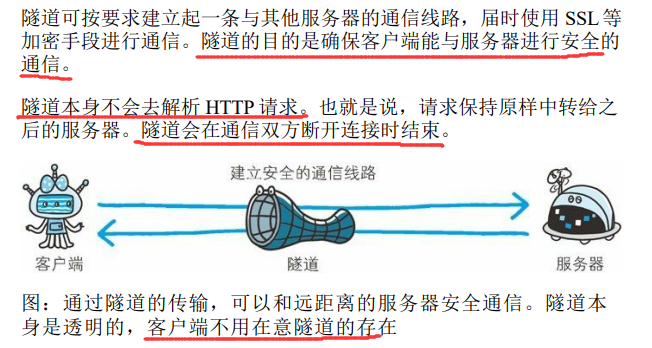 隧道可按要求建立起一条与其他服务器的通信线路，届时使用 SSL 等
加密手段进行通信。隧道的目的是确保客户端能与服务器进行安全的
通信。
隧道本身不会去解析 HTTP 请求。也就是说，请求保持原样中转给之
后的服务器。隧道会在通信双方断开连接时结束。
建立安全的通信线路
客户端
隧道
服务器
图：通过隧道的传输，可以和远距离的服务器安全通信。隧道本
身是透明的，客户端不用在意隧道的存在